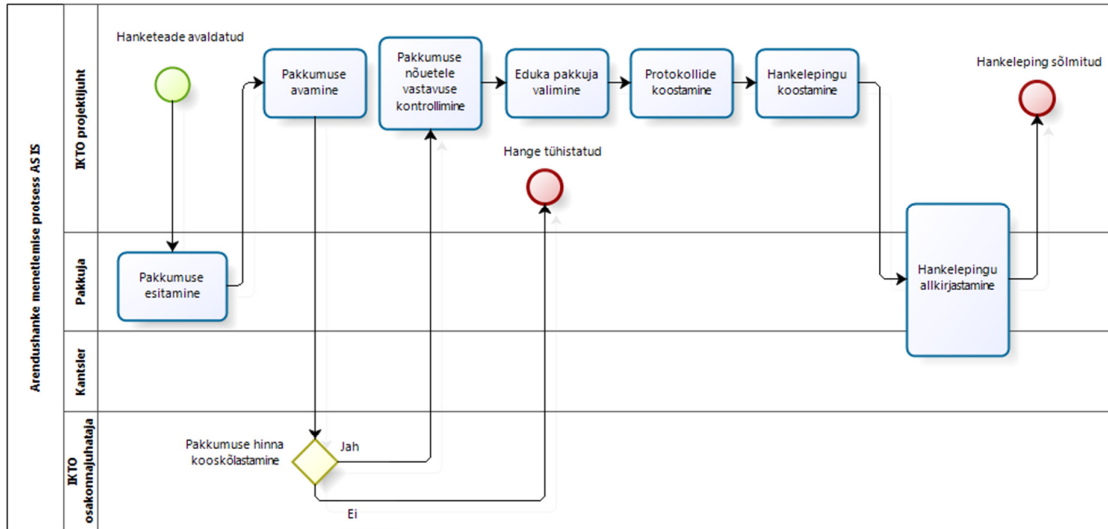 Arendushanke menetlemise protsess AS IS
IKTO projektijuht
Hanketeade avaldatud
Pakkumuse
avamine
Pakkumuse
nõuetele
vastavuse
kontrollimine
Eduka pakkuja
valimine
Protokollide
koostamine
Hankelepingu
koostamine
Hankeleping sõlmitud
Hange tühistatud
Pakkuja
Pakkumuse
esitamine
Hankelepingu
allkirjastamine
Kantsler
IKTO
osakonnajuhataja
Pakkumuse hinna
kooskõlastamine
Jah
Ei